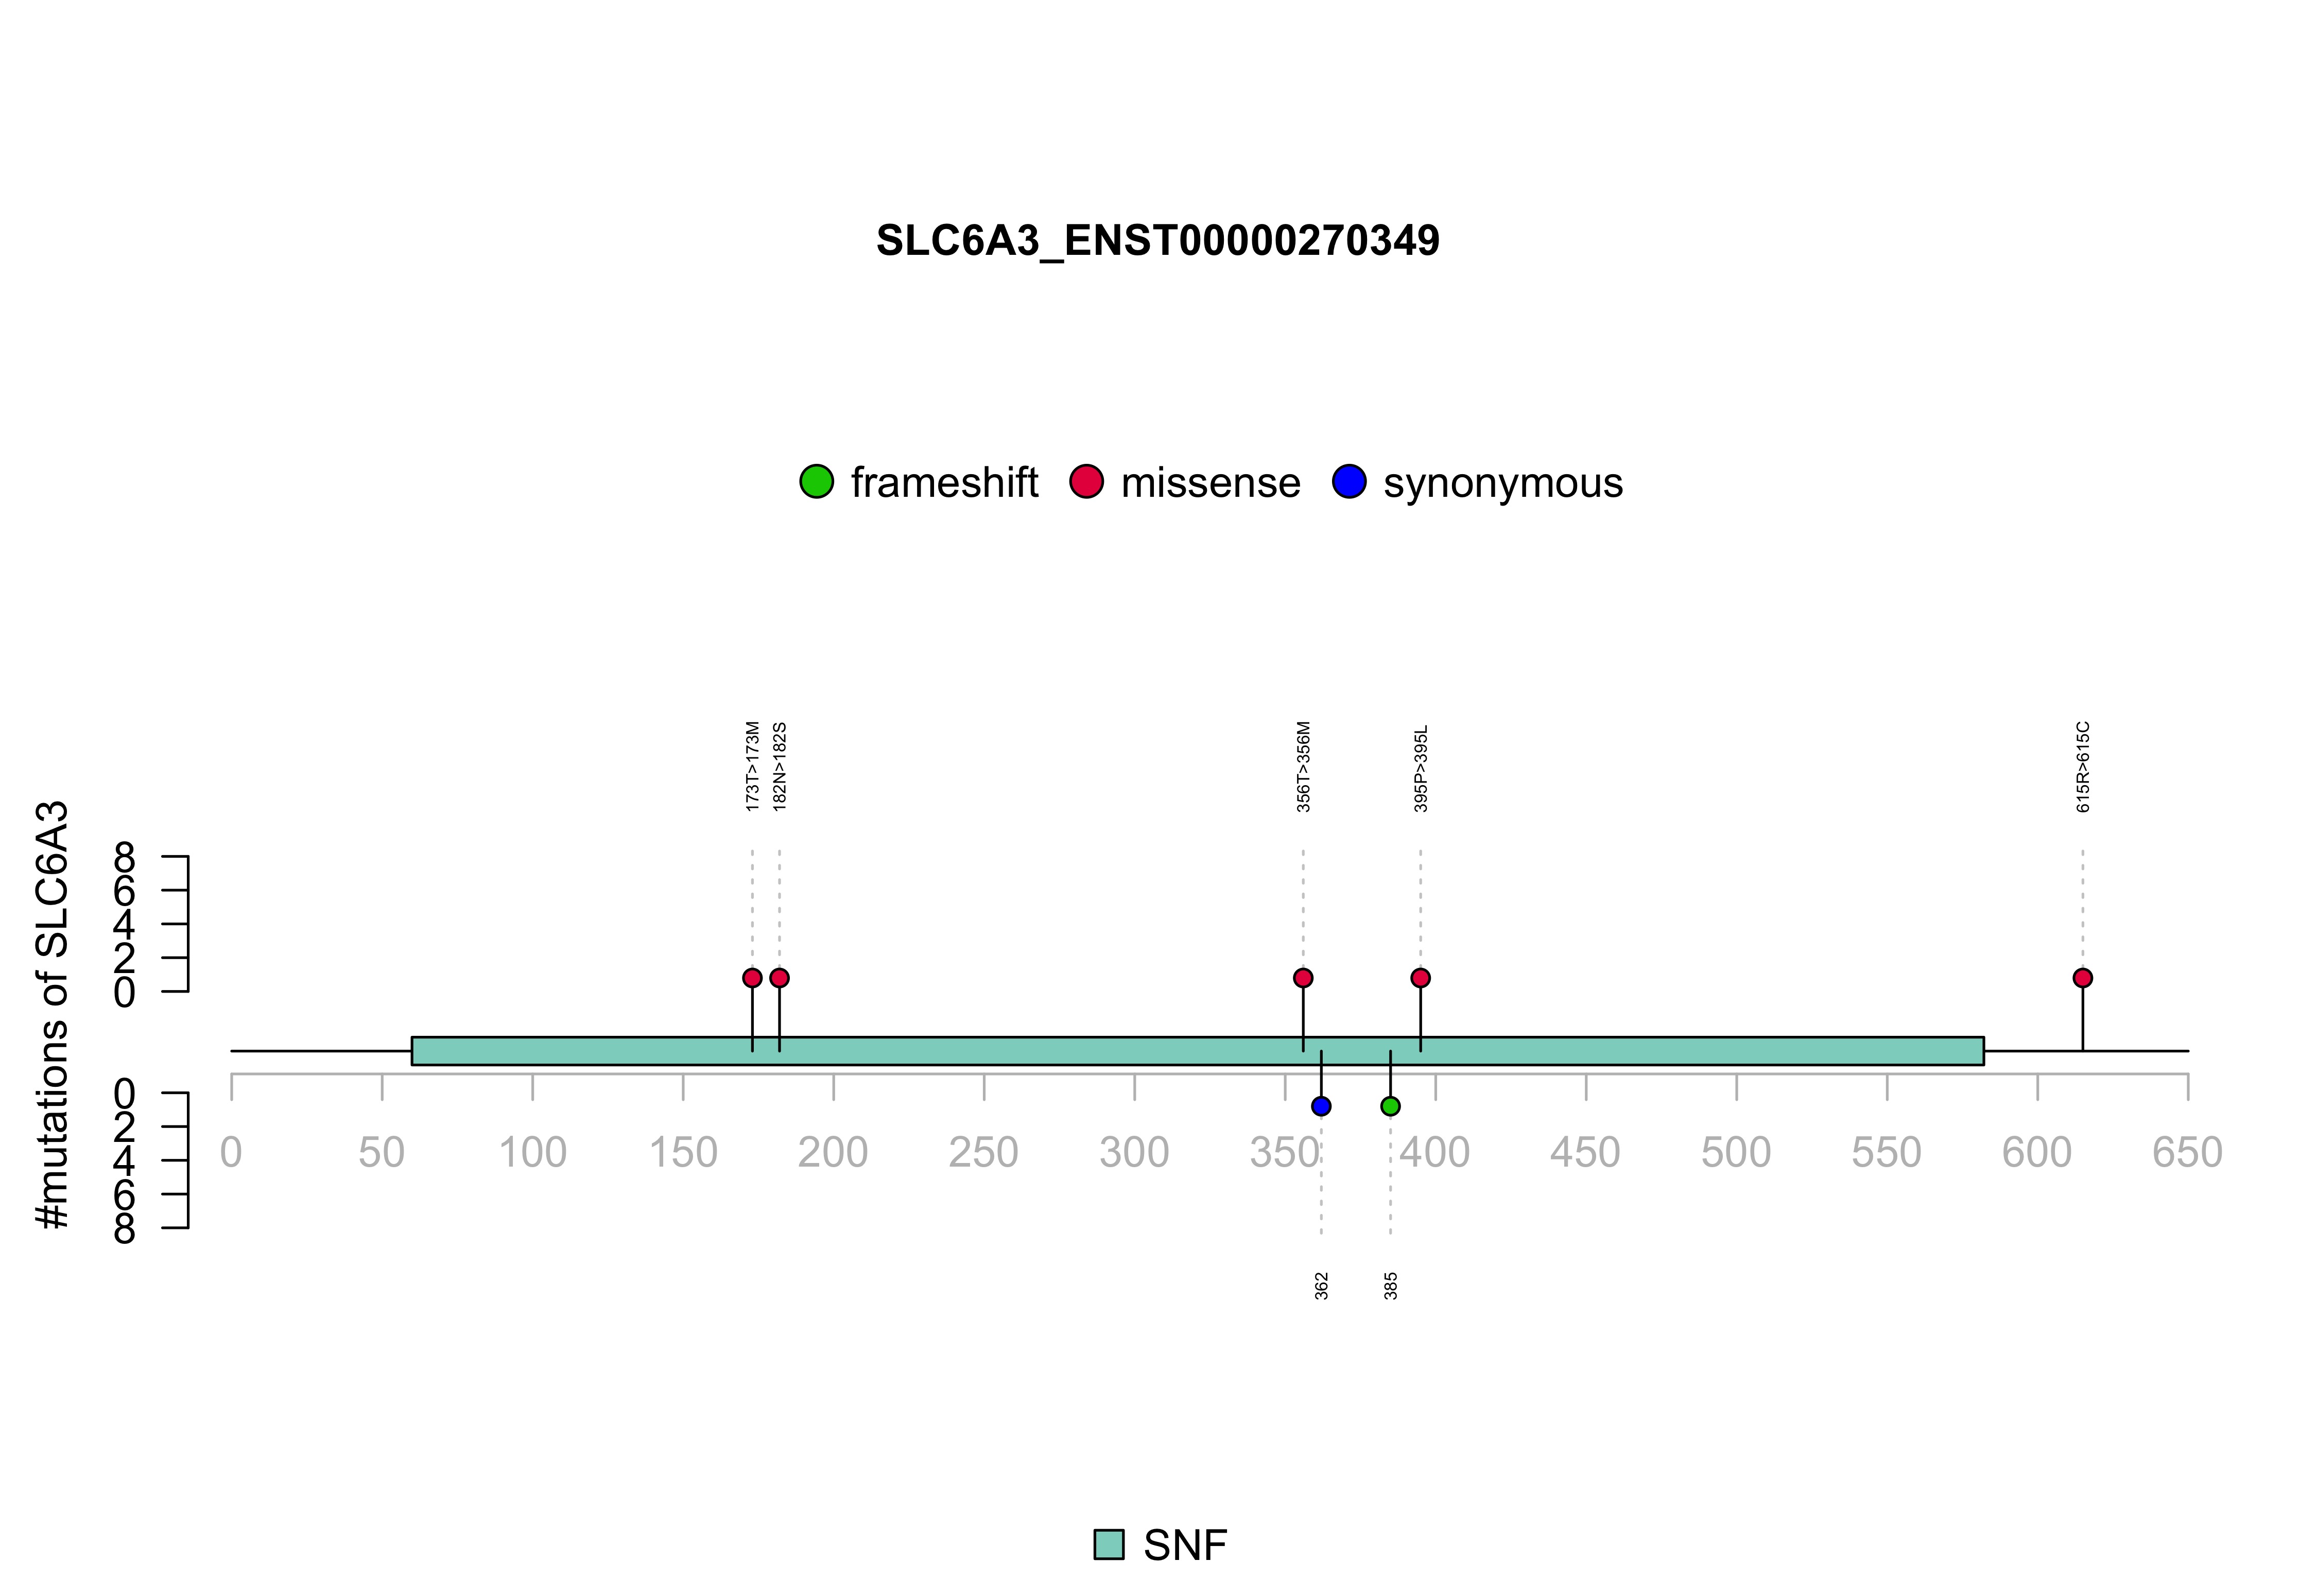 SLC6A3_ENST00000270349
frameshift missense synonymous
173T>173M
182N>182S
356T>356M
395P>395L
615R>615C
#mutations of SLC6A3
8
6
4
2
0
0
2
4
6
8
0 50 100 150 200 250 300 350 400 450 500 550 600 650
362
385
SNF